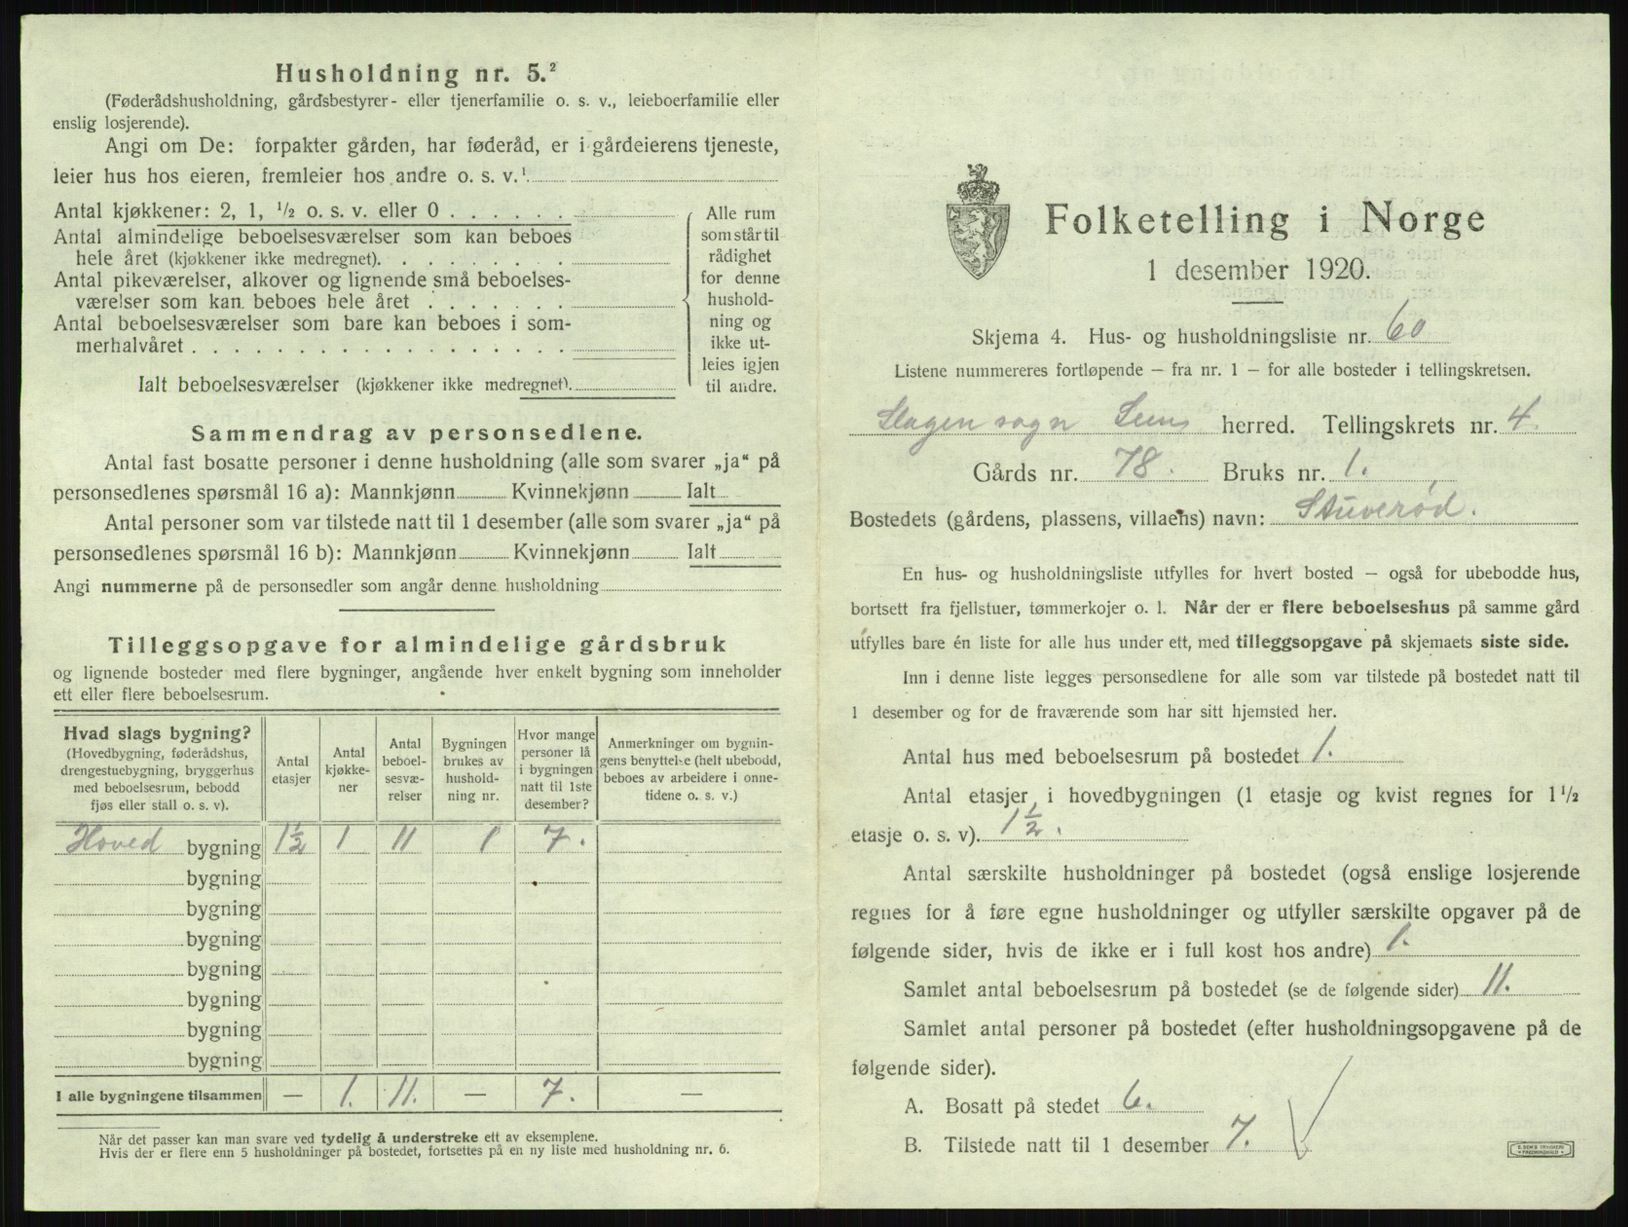 Husholdning nr. 5.²
(Føderådshusholdning, gårdsbestyrer- eller tjenerfamilie o. s. v., leieboerfamilie eller
enslig losjerende).
Angi om De: forpakter gården, har føderåd, er i gårdeierens tjeneste,
leier hus hos eieren, fremleier hos andre o. s. v.¹
Antal kjøkkener: 2, 1, ½ o. s. v. eller 0 . . . . . .
Antal almindelige beboelsesværelser som kan beboes
hele året (kjøkkener ikke medregnet). . . . . . . . .
Antal pikeværelser, alkover og lignende små beboelses-
værelser som kan beboes hele året . . . . . . .
Antal beboelsesværelser som bare kan beboes i som-
merhalvåret . . . . . . . . . . . . . . . . . .
Ialt beboelsesværelser (kjøkkener ikke medregnet).
Alle rum
som står til
rådighet
for denne
hushold-
ning og
ikke ut-
leies igjen
til andre.
Sammendrag av personsedlene.
Antal fast bosatte personer i denne husholdning (alle som svarer „ja“ på
personsedlenes spørsmål 16 a): Mannkjønn Kvinnekjønn Ialt
Antal personer som var tilstede natt til 1 desember (alle som svarer „ja“ på
personsedlenes spørsmål 16 b): Mannkjønn Kvinnekjønn Ialt
Angi nummerne på de personsedler som angår denne husholdning
Tilleggsopgave for almindelige gårdsbruk
og lignende bosteder med flere bygninger, angående hver enkelt bygning som inneholder
ett eller flere beboelsesrum.
Hvad slags bygning?
(Hovedbygning, føderådshus,
drengestuebygning, bryggerhus
med beboelsesrum, bebodd
fjøs eller stall o. s. v).
Antal
etasjer
Antal
kjøkke-
ner
Antal
beboel-
sesvæ-
relser
Bygningen
brukes av
hushold-
ning nr.
Hvor mange
personer lå
i bygningen
natt til 1ste
desember?
Anmerkninger om bygnin-
gens benyttelse (helt ubebodd,
beboes av arbeidere i onne-
tidene o. s. v.)
Hoved bygning 1½ 1 11 1 7.
bygning
bygning
bygning
bygning
bygning
bygning
bygning
I alle bygningene tilsammen — 1. 11. — 7. —
Når det passer kan man svare ved tydelig å understreke ett av eksemplene.
Hvis der er flere enn 5 husholdninger på bostedet, fortsettes på en ny liste med husholdning nr. 6.
Folketelling i Norge
1 desember 1920.
Skjema 4. Hus- og husholdningsliste nr. 60
Listene nummereres fortløpende — fra nr. 1 — for alle bosteder i tellingskretsen.
Slagen sogn Sem herred. Tellingskrets nr. 4.
Gårds nr. 78. Bruks nr. 1.
Bostedets (gårdens, plassens, villaens) navn: Stuverød.
En hus- og husholdningsliste utfylles for hvert bosted — også for ubebodde hus,
bortsett fra fjellstuer, tømmerkojer o. l. Når der er flere beboelseshus på samme gård
utfylles bare én liste for alle hus under ett, med tilleggsopgave på skjemaets siste side.
Inn i denne liste legges personsedlene for alle som var tilstede på bostedet natt til
1 desember og for de fraværende som har sitt hjemsted her.
Antal hus med beboelsesrum på bostedet 1.
Antal etasjer i hovedbygningen (1 etasje og kvist regnes for 1½
etasje o. s. v). 1½.
Antal særskilte husholdninger på bostedet (også enslige losjerende
regnes for å føre egne husholdninger og utfyller særskilte opgaver på de
følgende sider, hvis de ikke er i full kost hos andre) 1.
Samlet antal beboelsesrum på bostedet (se de følgende sider) 11.
Samlet antal personer på bostedet (efter husholdningsopgavene på de
følgende sider).
A. Bosatt på stedet 6.
B. Tilstede natt til 1 desember 7.